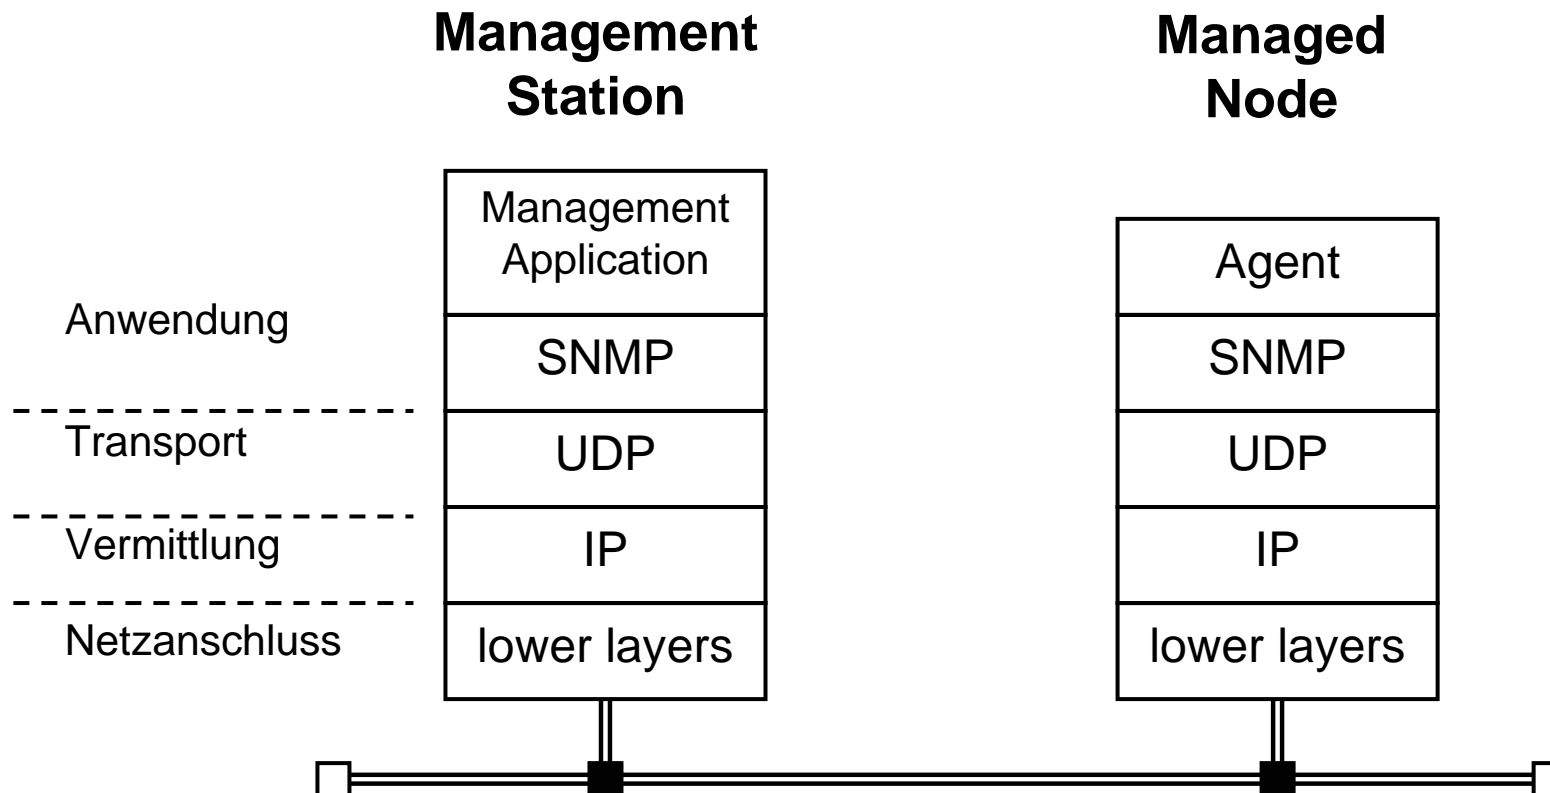 Management
Station
Managed
Node
Management
Application
Agent
Anwendung
SNMP
SNMP
Transport
UDP
UDP
Vermittlung
IP
IP
Netzanschluss
lower layers
lower layers